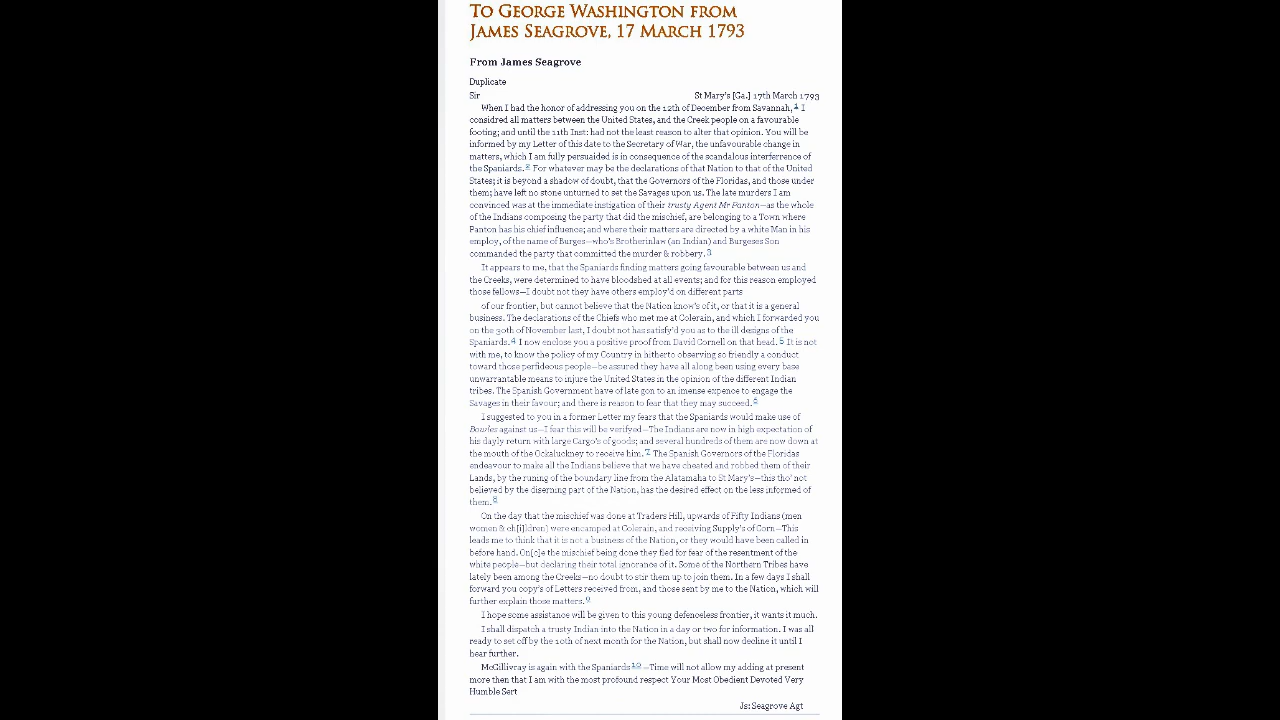 To George Washington from
James Seagrove, 17 March 1793
From James Seagrove
Duplicate
Sir St Mary's [Ga.] 17th March 1793
When I had the honor of addressing you on the 12th of December from Savannah,1 I
considred all matters between the United States, and the Creek people on a favourable
footing; and until the 11th Inst: had not the least reason to alter that opinion. You will be
informed by my Letter of this date to the Secretary of War, the unfavourable change in
matters, which I am fully persuaided is in consequence of the scandalous interferrence of
the Spaniards.2 For whatever may be the declarations of that Nation to that of the United
States; it is beyond a shadow of doubt, that the Governors of the Floridas, and those under
them; have left no stone unturned to set the Savages upon us. The late murders I am
convinced was at the immediate instigation of their trusty Agent Mr Panton—as the whole
of the Indians composing the party that did the mischief, are belonging to a Town where
Panton has his chief influence; and where their matters are directed by a white Man in his
employ, of the name of Burges—who's Brotherinlaw (an Indian) and Burgeses Son
commanded the party that committed the murder & robbery.3
It appears to me, that the Spaniards finding matters going favourable between us and
the Creeks, were determined to have bloodshed at all events; and for this reason employed
those fellows—I doubt not they have others employ'd on different parts
of our frontier, but cannot believe that the Nation know's of it, or that it is a general
business. The declarations of the Chiefs who met me at Colerain, and which I forwarded you
on the 30th of November last, I doubt not has satisfy'd you as to the ill designs of the
Spaniards.4 I now enclose you a positive proof from David Cornell on that head.5 It is not
with me, to know the policy of my Country in hitherto observing so friendly a conduct
toward those perfideous people—be assured they have all along been using every base
unwarrantable means to injure the United States in the opinion of the different Indian
tribes. The Spanish Government have of late gon to an imense expence to engage the
Savages in their favour; and there is reason to fear that they may succeed.6
I suggested to you in a former Letter my fears that the Spaniards would make use of
Bowles against us—I fear this will be verifyed—The Indians are now in high expectation of
his dayly return with large Cargo's of goods; and several hundreds of them are now down at
the mouth of the Ockaluckney to receive him.7 The Spanish Governors of the Floridas
endeavour to make all the Indians believe that we have cheated and robbed them of their
Lands, by the runing of the boundary line from the Alatamaha to St Mary's—this tho' not
believed by the diserning part of the Nation, has the desired effect on the less informed of
them.8
On the day that the mischief was done at Traders Hill, upwards of Fifty Indians (men
women & ch[i]ldren) were encamped at Colerain, and receiving Supply's of Corn—This
leads me to think that it is not a business of the Nation, or they would have been called in
before hand. On[c]e the mischief being done they fled for fear of the resentment of the
white people—but declaring their total ignorance of it. Some of the Northern Tribes have
lately been among the Creeks—no doubt to stir them up to join them. In a few days I shall
forward you copy's of Letters received from, and those sent by me to the Nation, which will
further explain those matters.9
I hope some assistance will be given to this young defenceless frontier, it wants it much.
I shall dispatch a trusty Indian into the Nation in a day or two for information. I was all
ready to set off by the 10th of next month for the Nation, but shall now decline it until I
hear further.
McGillivray is again with the Spaniards10—Time will not allow my adding at present
more then that I am with the most profound respect Your Most Obedient Devoted Very
Humble Sert
Js: Seagrove Agt